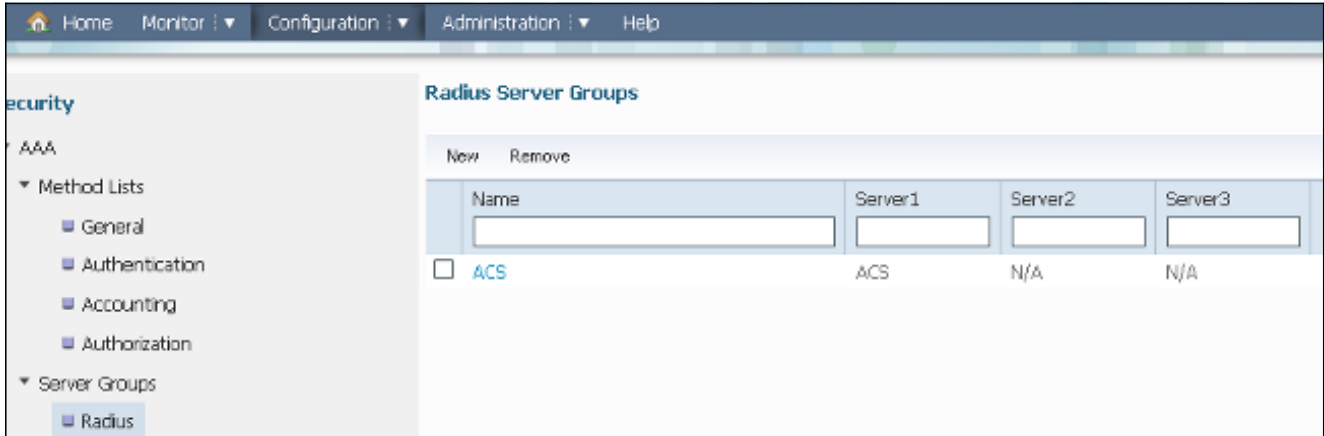 Home Monitor Configuration Administration Help
ecurity
AAA
Method Lists
General
Authentication
Accounting
Authorization
Server Groups
Radius
Radius Server Groups
New Remove
Name Server1 Server2 Server3
ACS ACS N/A N/A